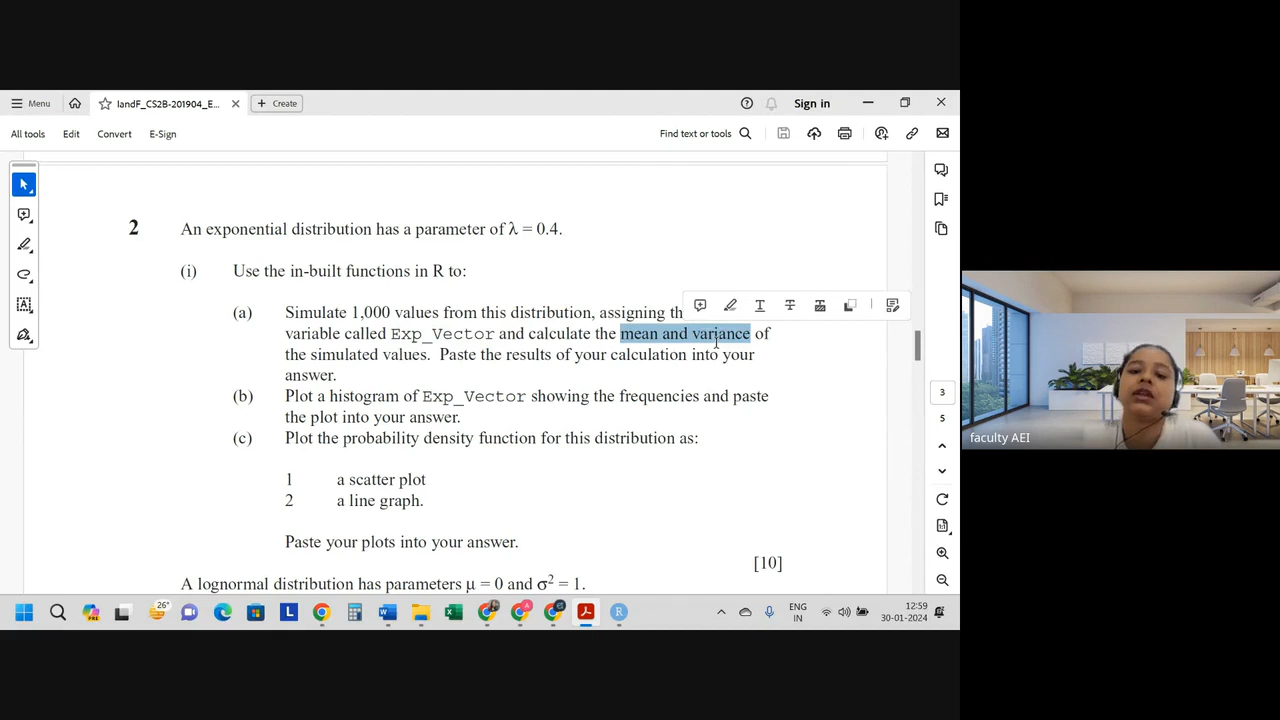 Menu
IandF_CS2B-201904_E...
Create
Sign in
All tools
Edit
Convert
E-Sign
Find text or tools
2 An exponential distribution has a parameter of λ = 0.4.
(i) Use the in-built functions in R to:
(a) Simulate 1,000 values from this distribution, assigning th
variable called Exp_Vector and calculate the mean and variance of
the simulated values. Paste the results of your calculation into your
answer.
(b) Plot a histogram of Exp_Vector showing the frequencies and paste
the plot into your answer.
(c) Plot the probability density function for this distribution as:
1 a scatter plot
2 a line graph.
Paste your plots into your answer.
[10]
A lognormal distribution has parameters μ = 0 and σ² = 1.
3
5
faculty AEI
26°
PRE
L
ENG
IN
12:59
30-01-2024